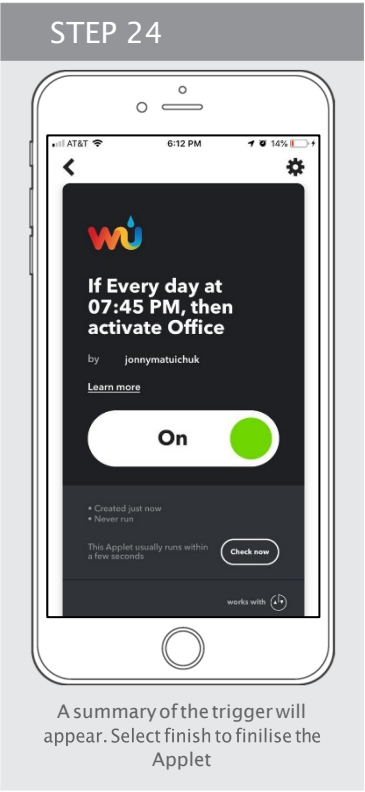 STEP 24
AT&T 6:12 PM 14%
wu
If Every day at
07:45 PM, then
activate Office
by jonnymatuichuk
Learn more
On
• Created just now
• Never run
This Applet usually runs within
a few seconds
Check now
works with
A summary of the trigger will
appear. Select finish to finilise the
Applet